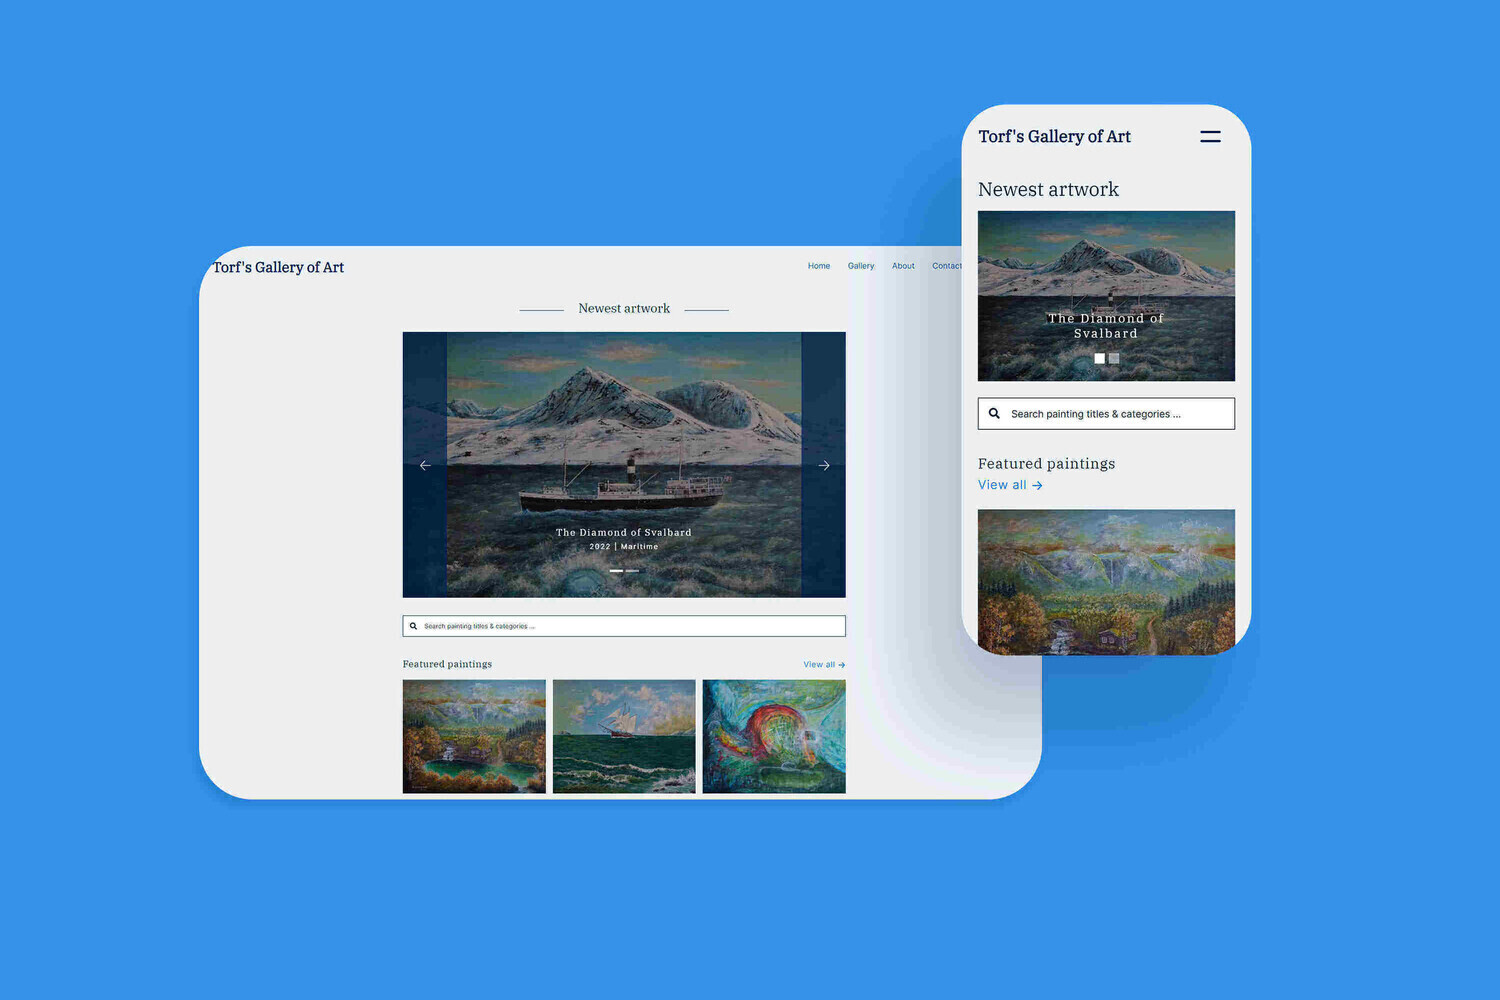 Torf's Gallery of Art
Home Gallery About Contact
Newest artwork
The Diamond of Svalbard
2022 | Maritime
Search painting titles & categories ...
Featured paintings
View all →
Torf's Gallery of Art
Newest artwork
The Diamond of
Svalbard
Search painting titles & categories ...
Featured paintings
View all →